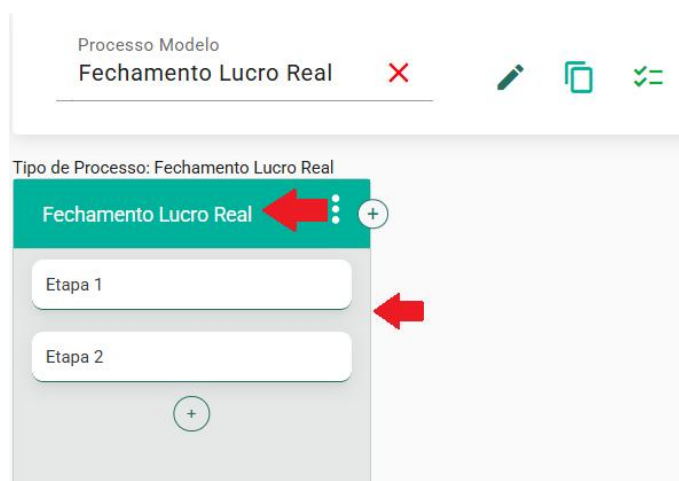 Processo Modelo
Fechamento Lucro Real
Tipo de Processo: Fechamento Lucro Real
Fechamento Lucro Real
Etapa 1
Etapa 2